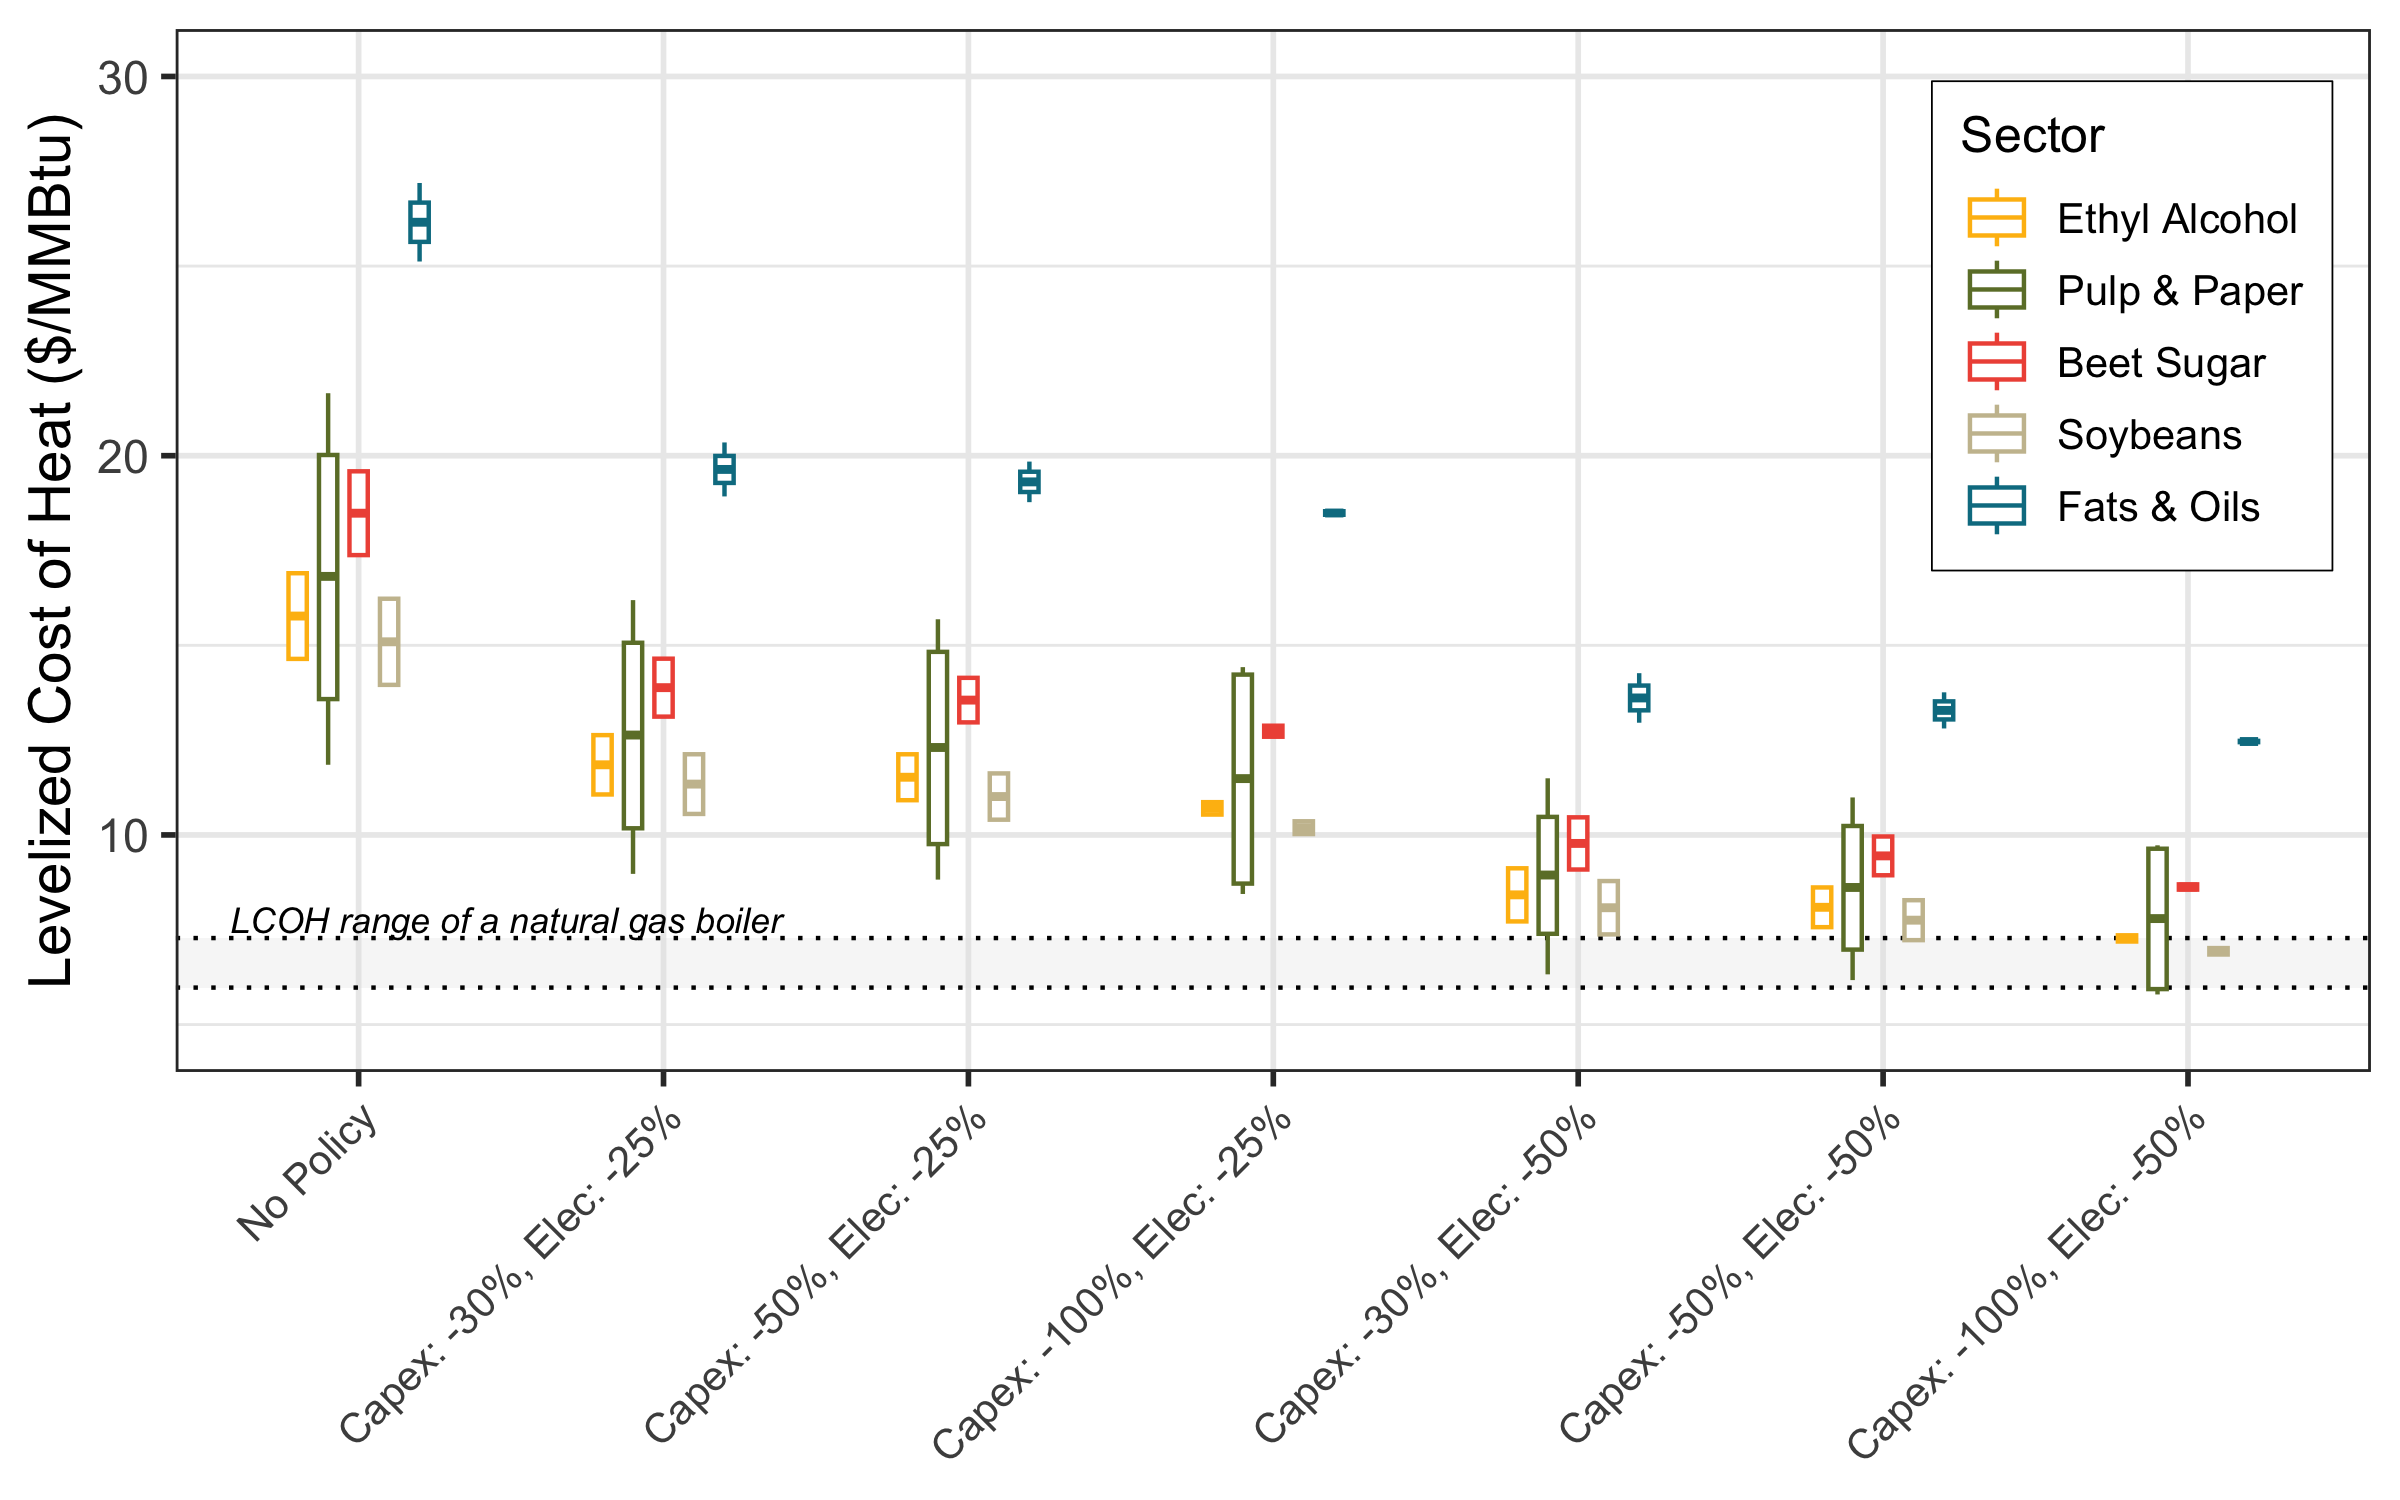 Levelized Cost of Heat ($/MMBtu)
30
20
10
LCOH range of a natural gas boiler
Sector
Ethyl Alcohol
Pulp & Paper
Beet Sugar
Soybeans
Fats & Oils
No Policy
Capex: -30%, Elec: -25%
Capex: -50%, Elec: -25%
Capex: -100%, Elec: -25%
Capex: -30%, Elec: -50%
Capex: -50%, Elec: -50%
Capex: -100%, Elec: -50%